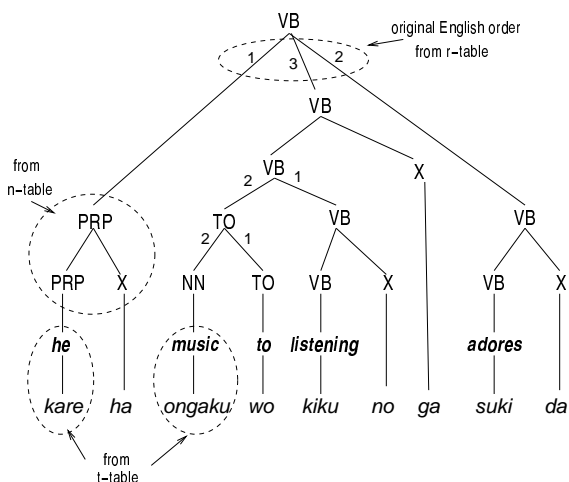 VB
original English order
from r-table
1 3 2
VB
from
n-table
VB X
2 1
PRP TO VB VB
2 1
PRP X NN TO VB X VB X
he music to listening adores
kare ha ongaku wo kiku no ga suki da
from
t-table